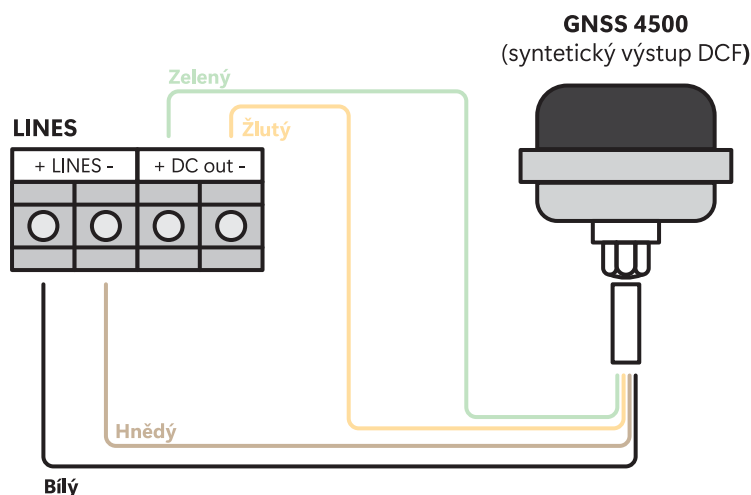 GNSS 4500
(syntetický výstup DCF)
Zelený
Žlutý
LINES
+ LINES -
+ DC out -
Hnědý
Bílý